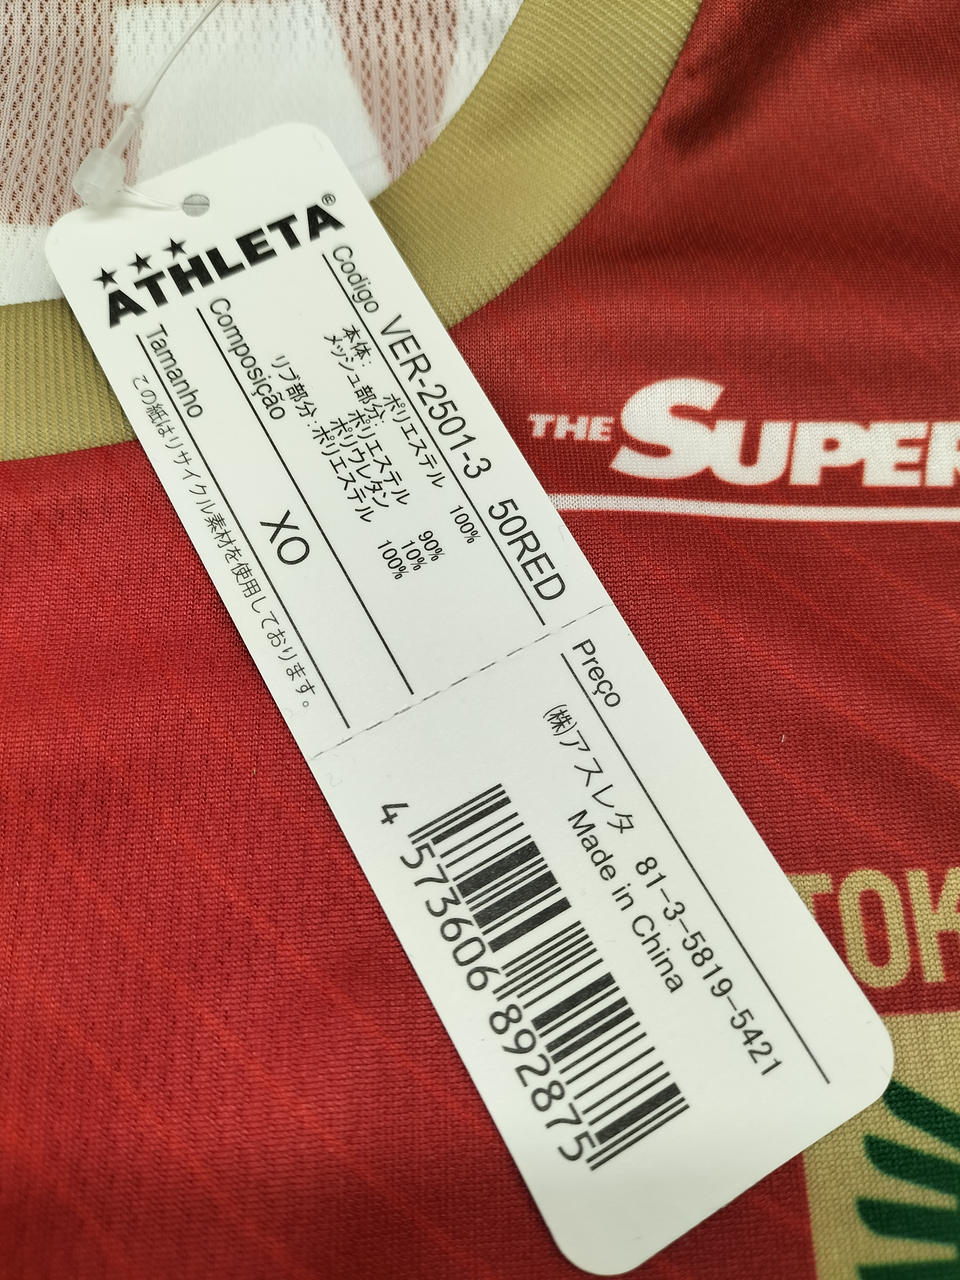 ATHLETA®
Codigo VER-2501-3 50RED
本体: ポリエステル 100%
メッシュ部分: ポリエステル 90%
ポリウレタン 10%
リブ部分: ポリエステル 100%
Composição
Tamanho XO
この紙はリサイクル素材を使用しております。
Preço
(株)アスレタ 81-3-5819-5421
Made in China
4 573606 892875
THE SUPER
TOK